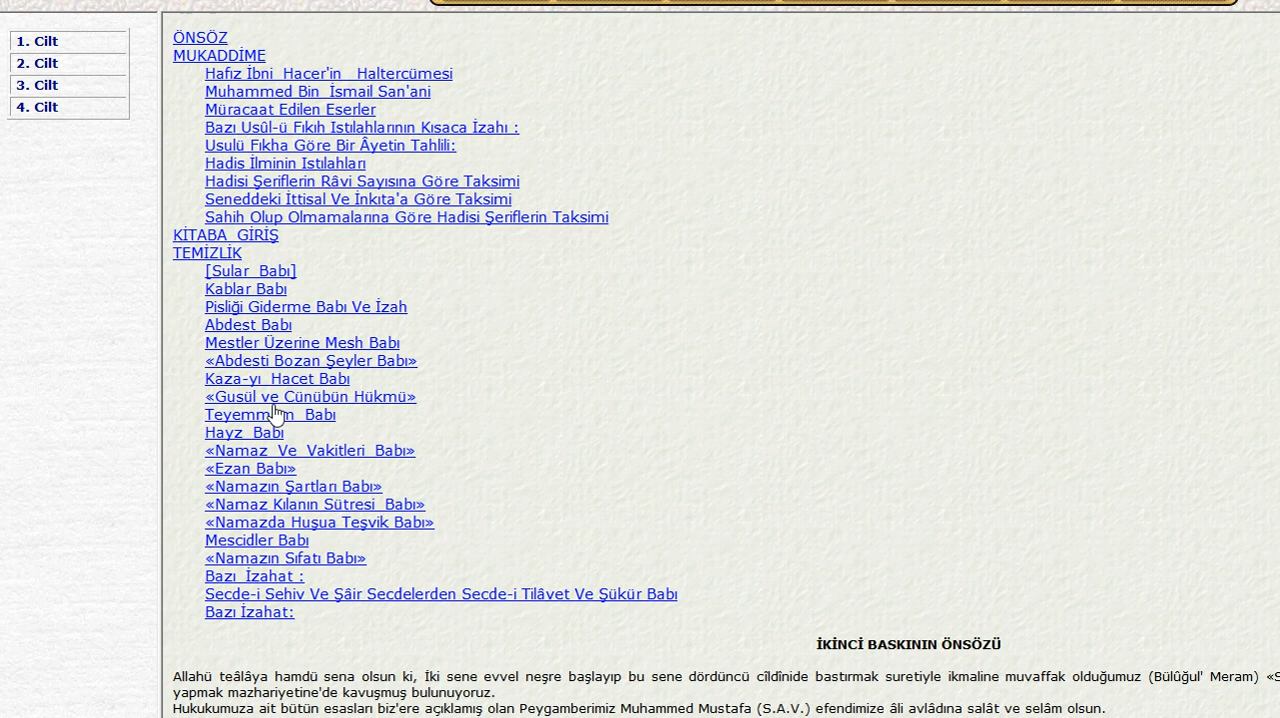 1. Cilt
2. Cilt
3. Cilt
4. Cilt
ÖNSÖZ
MUKADDİME
Hafız İbni Hacer'in Haltercümesi
Muhammed Bin İsmail San'ani
Müracaat Edilen Eserler
Bazı Usûl-ü Fıkıh Istılahlarının Kısaca İzahı :
Usulü Fıkha Göre Bir Âyetin Tahlili:
Hadis İlminin Istılahları
Hadisi Şeriflerin Râvi Sayısına Göre Taksimi
Seneddeki İttisal Ve İnkıta'a Göre Taksimi
Sahih Olup Olmamalarına Göre Hadisi Şeriflerin Taksimi
KİTABA GİRİŞ
TEMİZLİK
[Sular Babı]
Kablar Babı
Pisliği Giderme Babı Ve İzah
Abdest Babı
Mestler Üzerine Mesh Babı
«Abdesti Bozan Şeyler Babı»
Kaza-yı Hacet Babı
«Gusül ve Cünübün Hükmü»
Teyemmüm Babı
Hayz Babı
«Namaz Ve Vakitleri Babı»
«Ezan Babı»
«Namazın Şartları Babı»
«Namaz Kılanın Sütresi Babı»
«Namazda Huşua Teşvik Babı»
Mescidler Babı
«Namazın Sıfatı Babı»
Bazı İzahat :
Secde-i Sehiv Ve Şâir Secdelerden Secde-i Tilâvet Ve Şükür Babı
Bazı İzahat:
İKİNCİ BASKININ ÖNSÖZÜ
Allahü teâlâya hamdü sena olsun ki, İki sene evvel neşre başlayıp bu sene dördüncü cîldînide bastırmak suretiyle ikmaline muvaffak olduğumuz (Bülûğul' Meram) «S
yapmak mazhariyetine'de kavuşmuş bulunuyoruz.
Hukukumuza ait bütün esasları biz'ere açıklamış olan Peygamberimiz Muhammed Mustafa (S.A.V.) efendimize âli avlâdına salât ve selâm olsun.